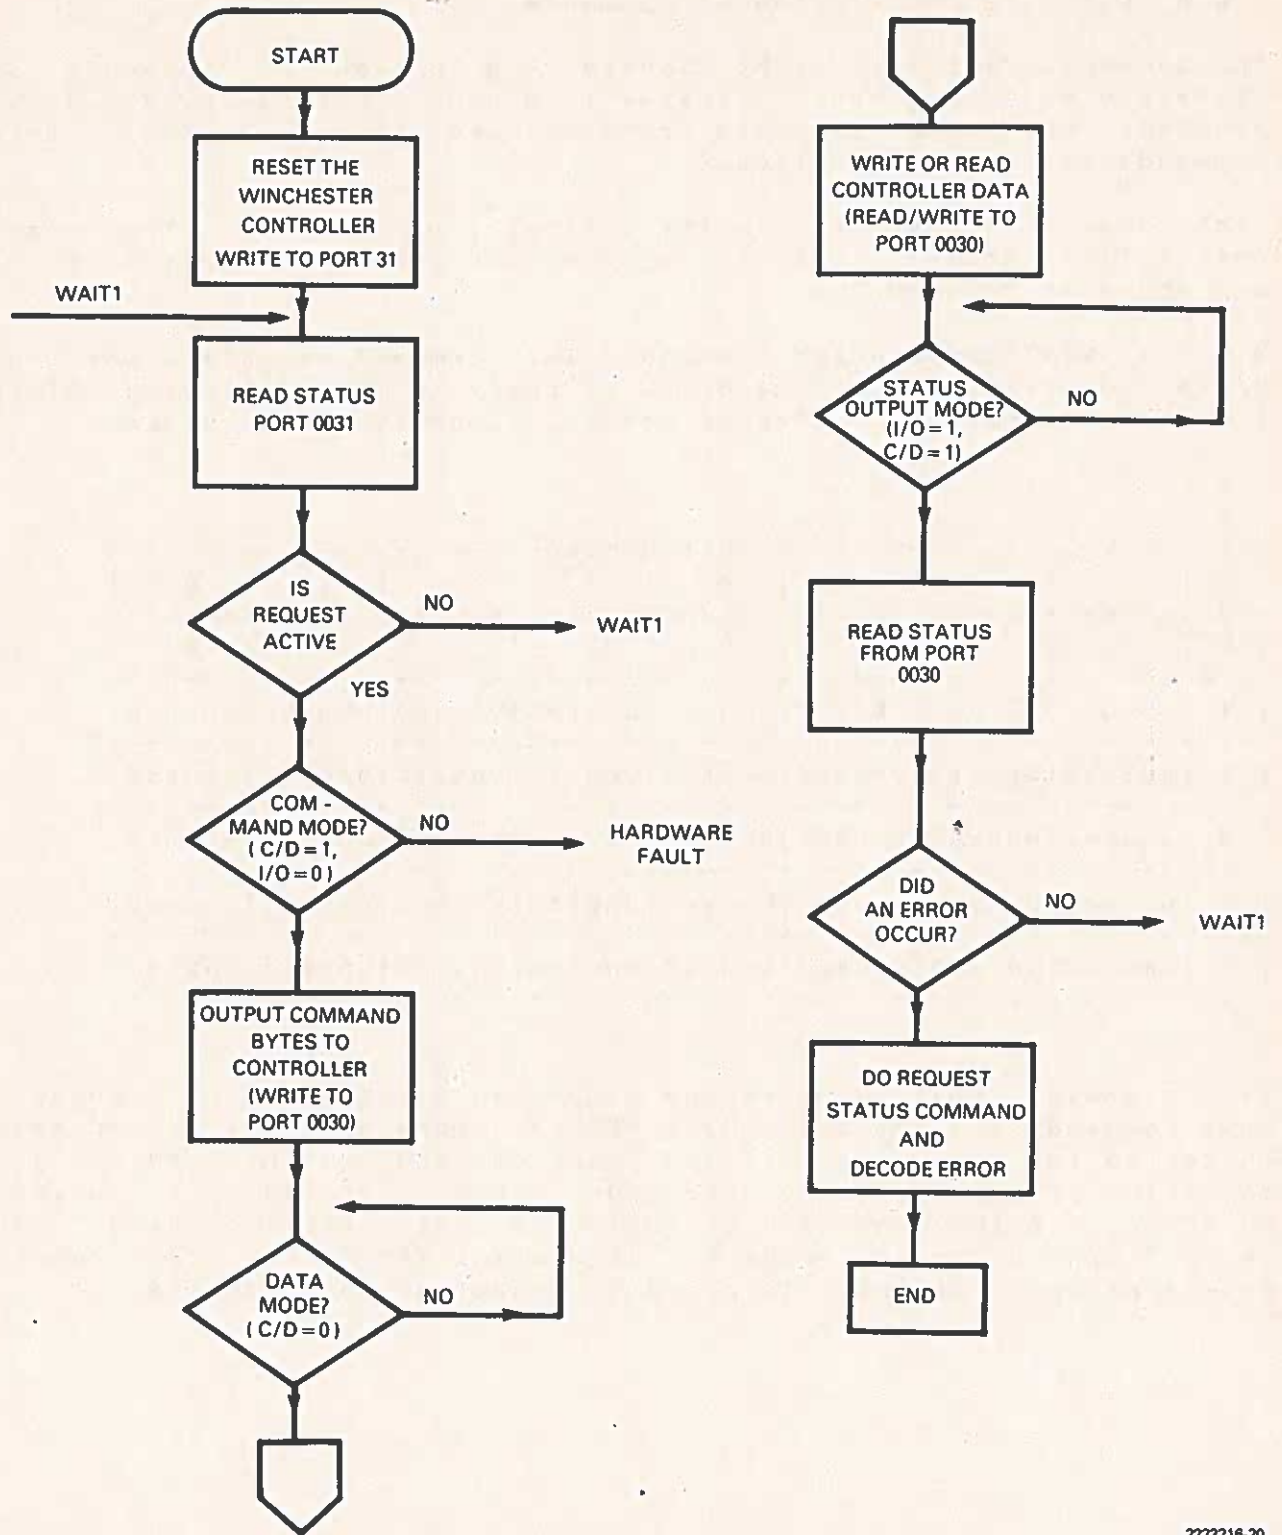 START
RESET THE
WINCHESTER
CONTROLLER
WRITE TO PORT 31
WAIT1
READ STATUS
PORT 0031
IS
REQUEST
ACTIVE
NO
WAIT1
YES
COM -
MAND MODE?
( C/D = 1,
I/O = 0 )
NO
HARDWARE
FAULT
OUTPUT COMMAND
BYTES TO
CONTROLLER
(WRITE TO
PORT 0030)
DATA
MODE?
( C/D = 0 )
NO
WRITE OR READ
CONTROLLER DATA
(READ/WRITE TO
PORT 0030)
STATUS
OUTPUT MODE?
(I/O = 1,
C/D = 1)
NO
READ STATUS
FROM PORT
0030
DID
AN ERROR
OCCUR?
NO
WAIT1
DO REQUEST
STATUS COMMAND
AND
DECODE ERROR
END
2222216-20